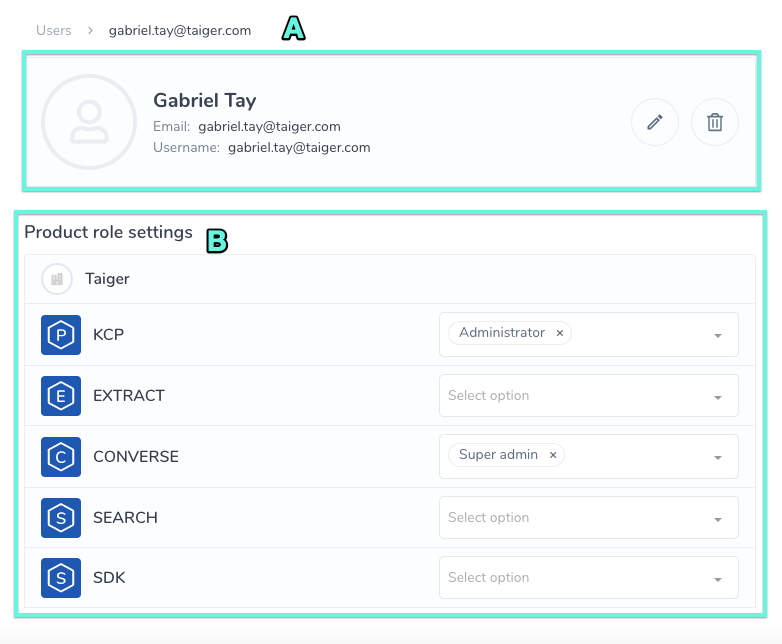 Users > gabriel.tay@taiger.com A
Gabriel Tay
Email: gabriel.tay@taiger.com
Username: gabriel.tay@taiger.com
Product role settings B
Taiger
P KCP Administrator ×
E EXTRACT Select option
C CONVERSE Super admin ×
S SEARCH Select option
S SDK Select option